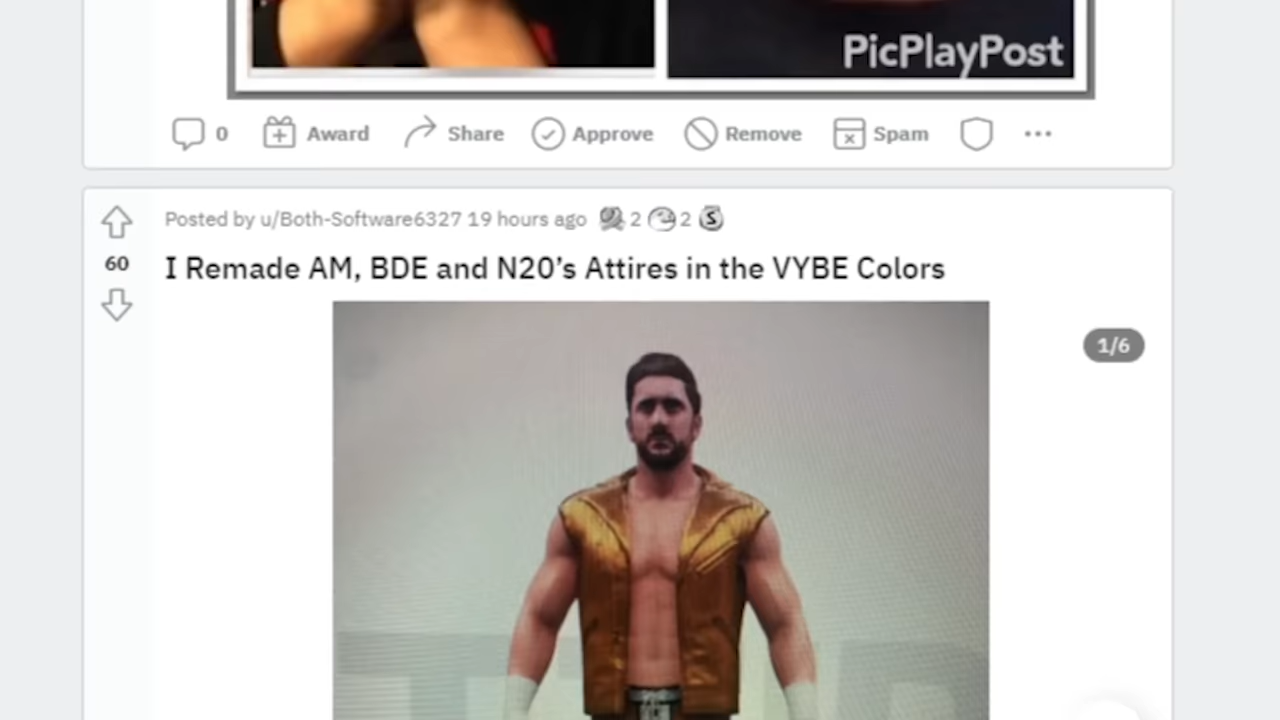 PicPlayPost
0 Award Share Approve Remove Spam
Posted by u/Both-Software6327 19 hours ago 2 2 S
60
I Remade AM, BDE and N20's Attires in the VYBE Colors
1/6